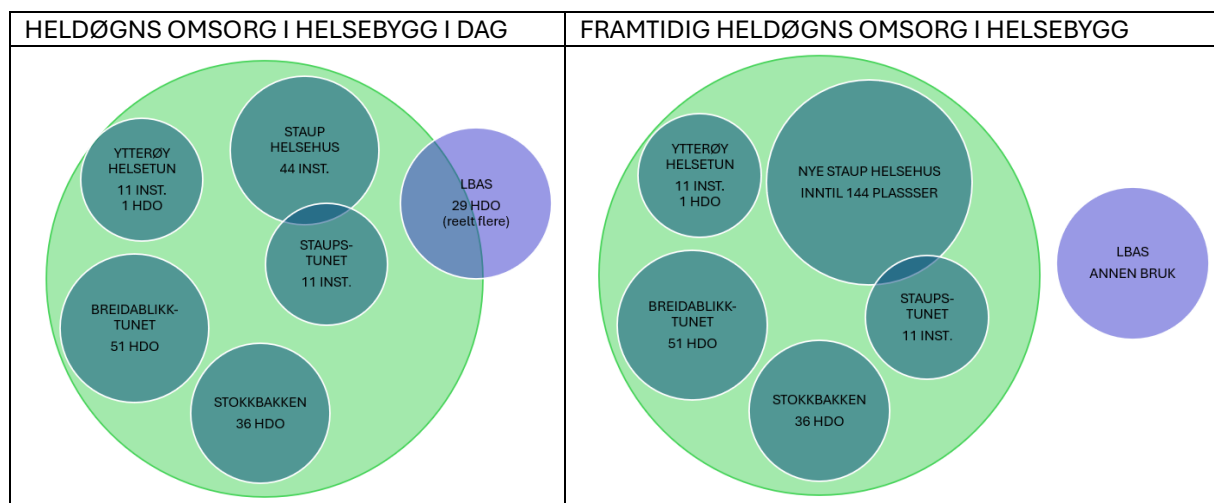 HELDØGNS OMSORG I HELSEBYGG I DAG
STAUP
HELSEHUS
44 INST.
YTTERØY
HELSETUN
11 INST.
1 HDO
LBAS
29 HDO
(reelt flere)
STAUPS-
TUNET
11 INST.
BREIDABLIKK-
TUNET
51 HDO
STOKKBAKKEN
36 HDO
FRAMTIDIG HELDØGNS OMSORG I HELSEBYGG
YTTERØY
HELSETUN
11 INST.
1 HDO
NYE STAUP HELSEHUS
INNTIL 144 PLASSSER
LBAS
ANNEN BRUK
STAUPS-
TUNET
11 INST.
BREIDABLIKK-
TUNET
51 HDO
STOKKBAKKEN
36 HDO